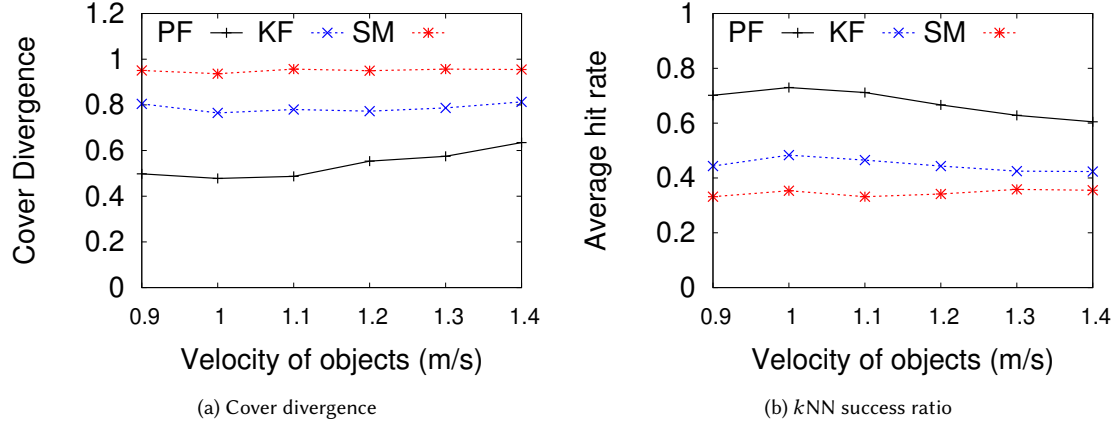 Cover Divergence
1.2
1
0.8
0.6
0.4
0.2
0
PF KF SM
0.9 1 1.1 1.2 1.3 1.4
Velocity of objects (m/s)
(a) Cover divergence
Average hit rate
1
0.8
0.6
0.4
0.2
0
PF KF SM
0.9 1 1.1 1.2 1.3 1.4
Velocity of objects (m/s)
(b) kNN success ratio